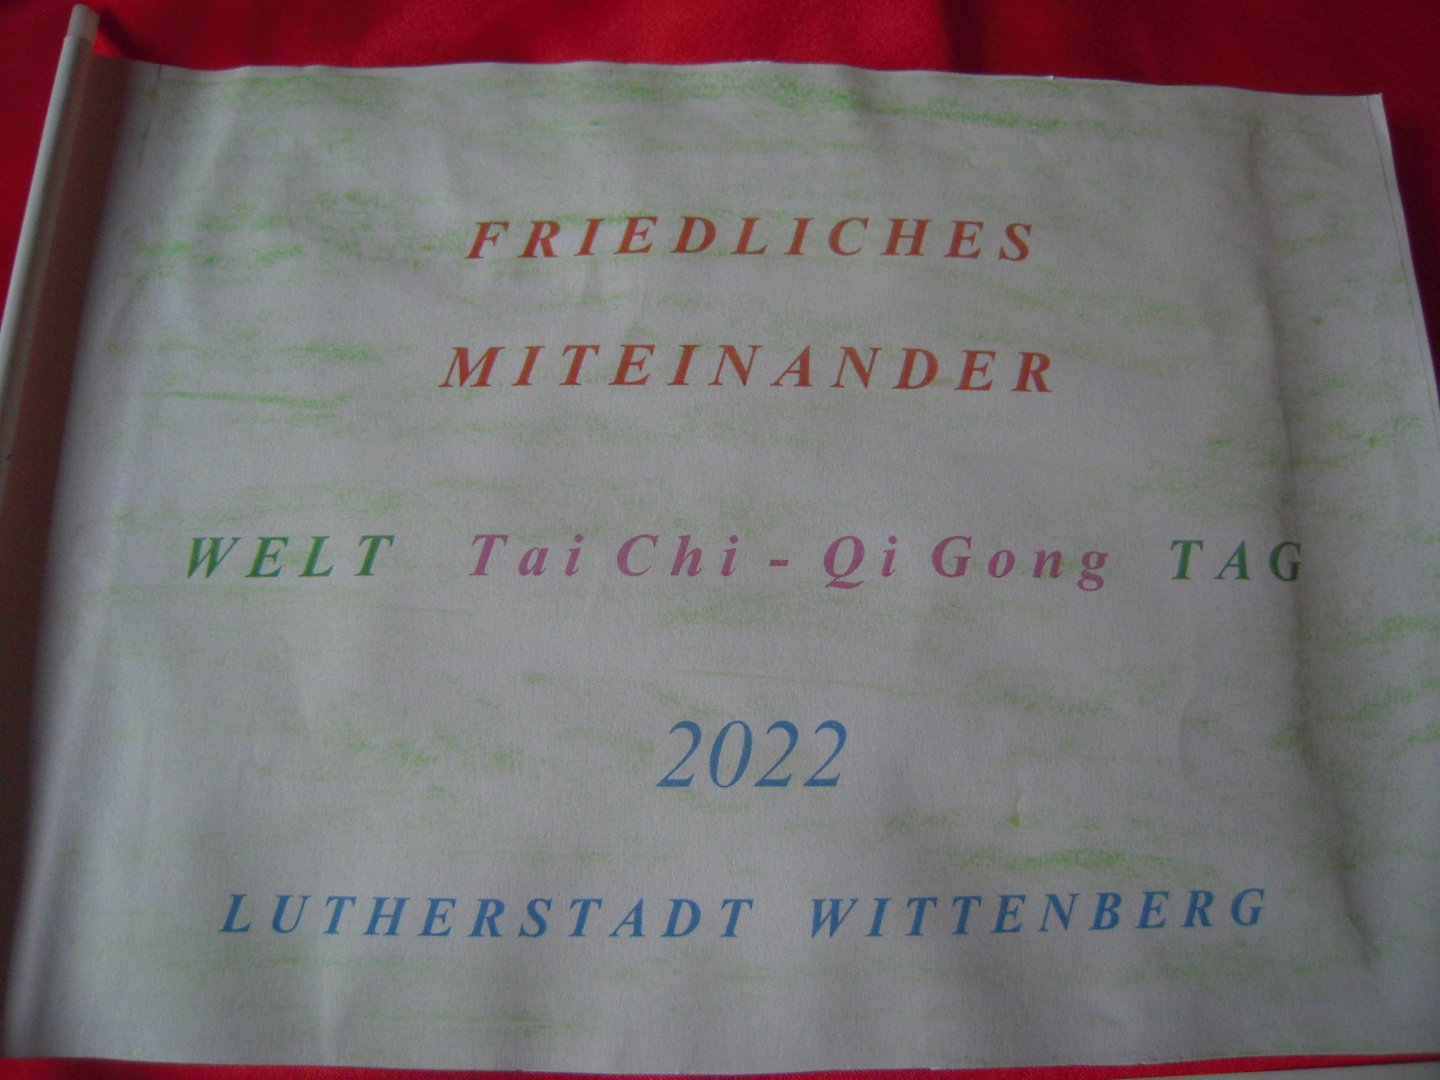 FRIEDLICHES
MITEINANDER
WELT Tai Chi - Qi Gong TAG
2022
LUTHERSTADT WITTENBERG